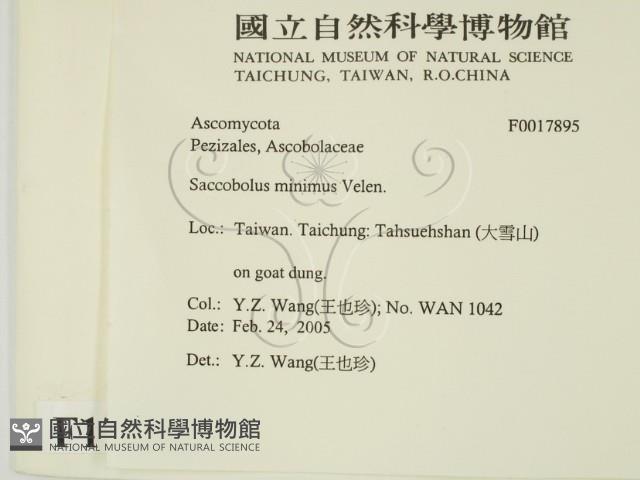 國立自然科學博物館
NATIONAL MUSEUM OF NATURAL SCIENCE
TAICHUNG, TAIWAN, R.O.CHINA
Ascomycota F0017895
Pezizales, Ascobolaceae
Saccobolus minimus Velen.
Loc.: Taiwan. Taichung: Tahsuehshan (大雪山)
on goat dung.
Col.: Y.Z. Wang(王也珍); No. WAN 1042
Date: Feb. 24, 2005
Det.: Y.Z. Wang(王也珍)
國立自然科學博物館
NATIONAL MUSEUM OF NATURAL SCIENCE